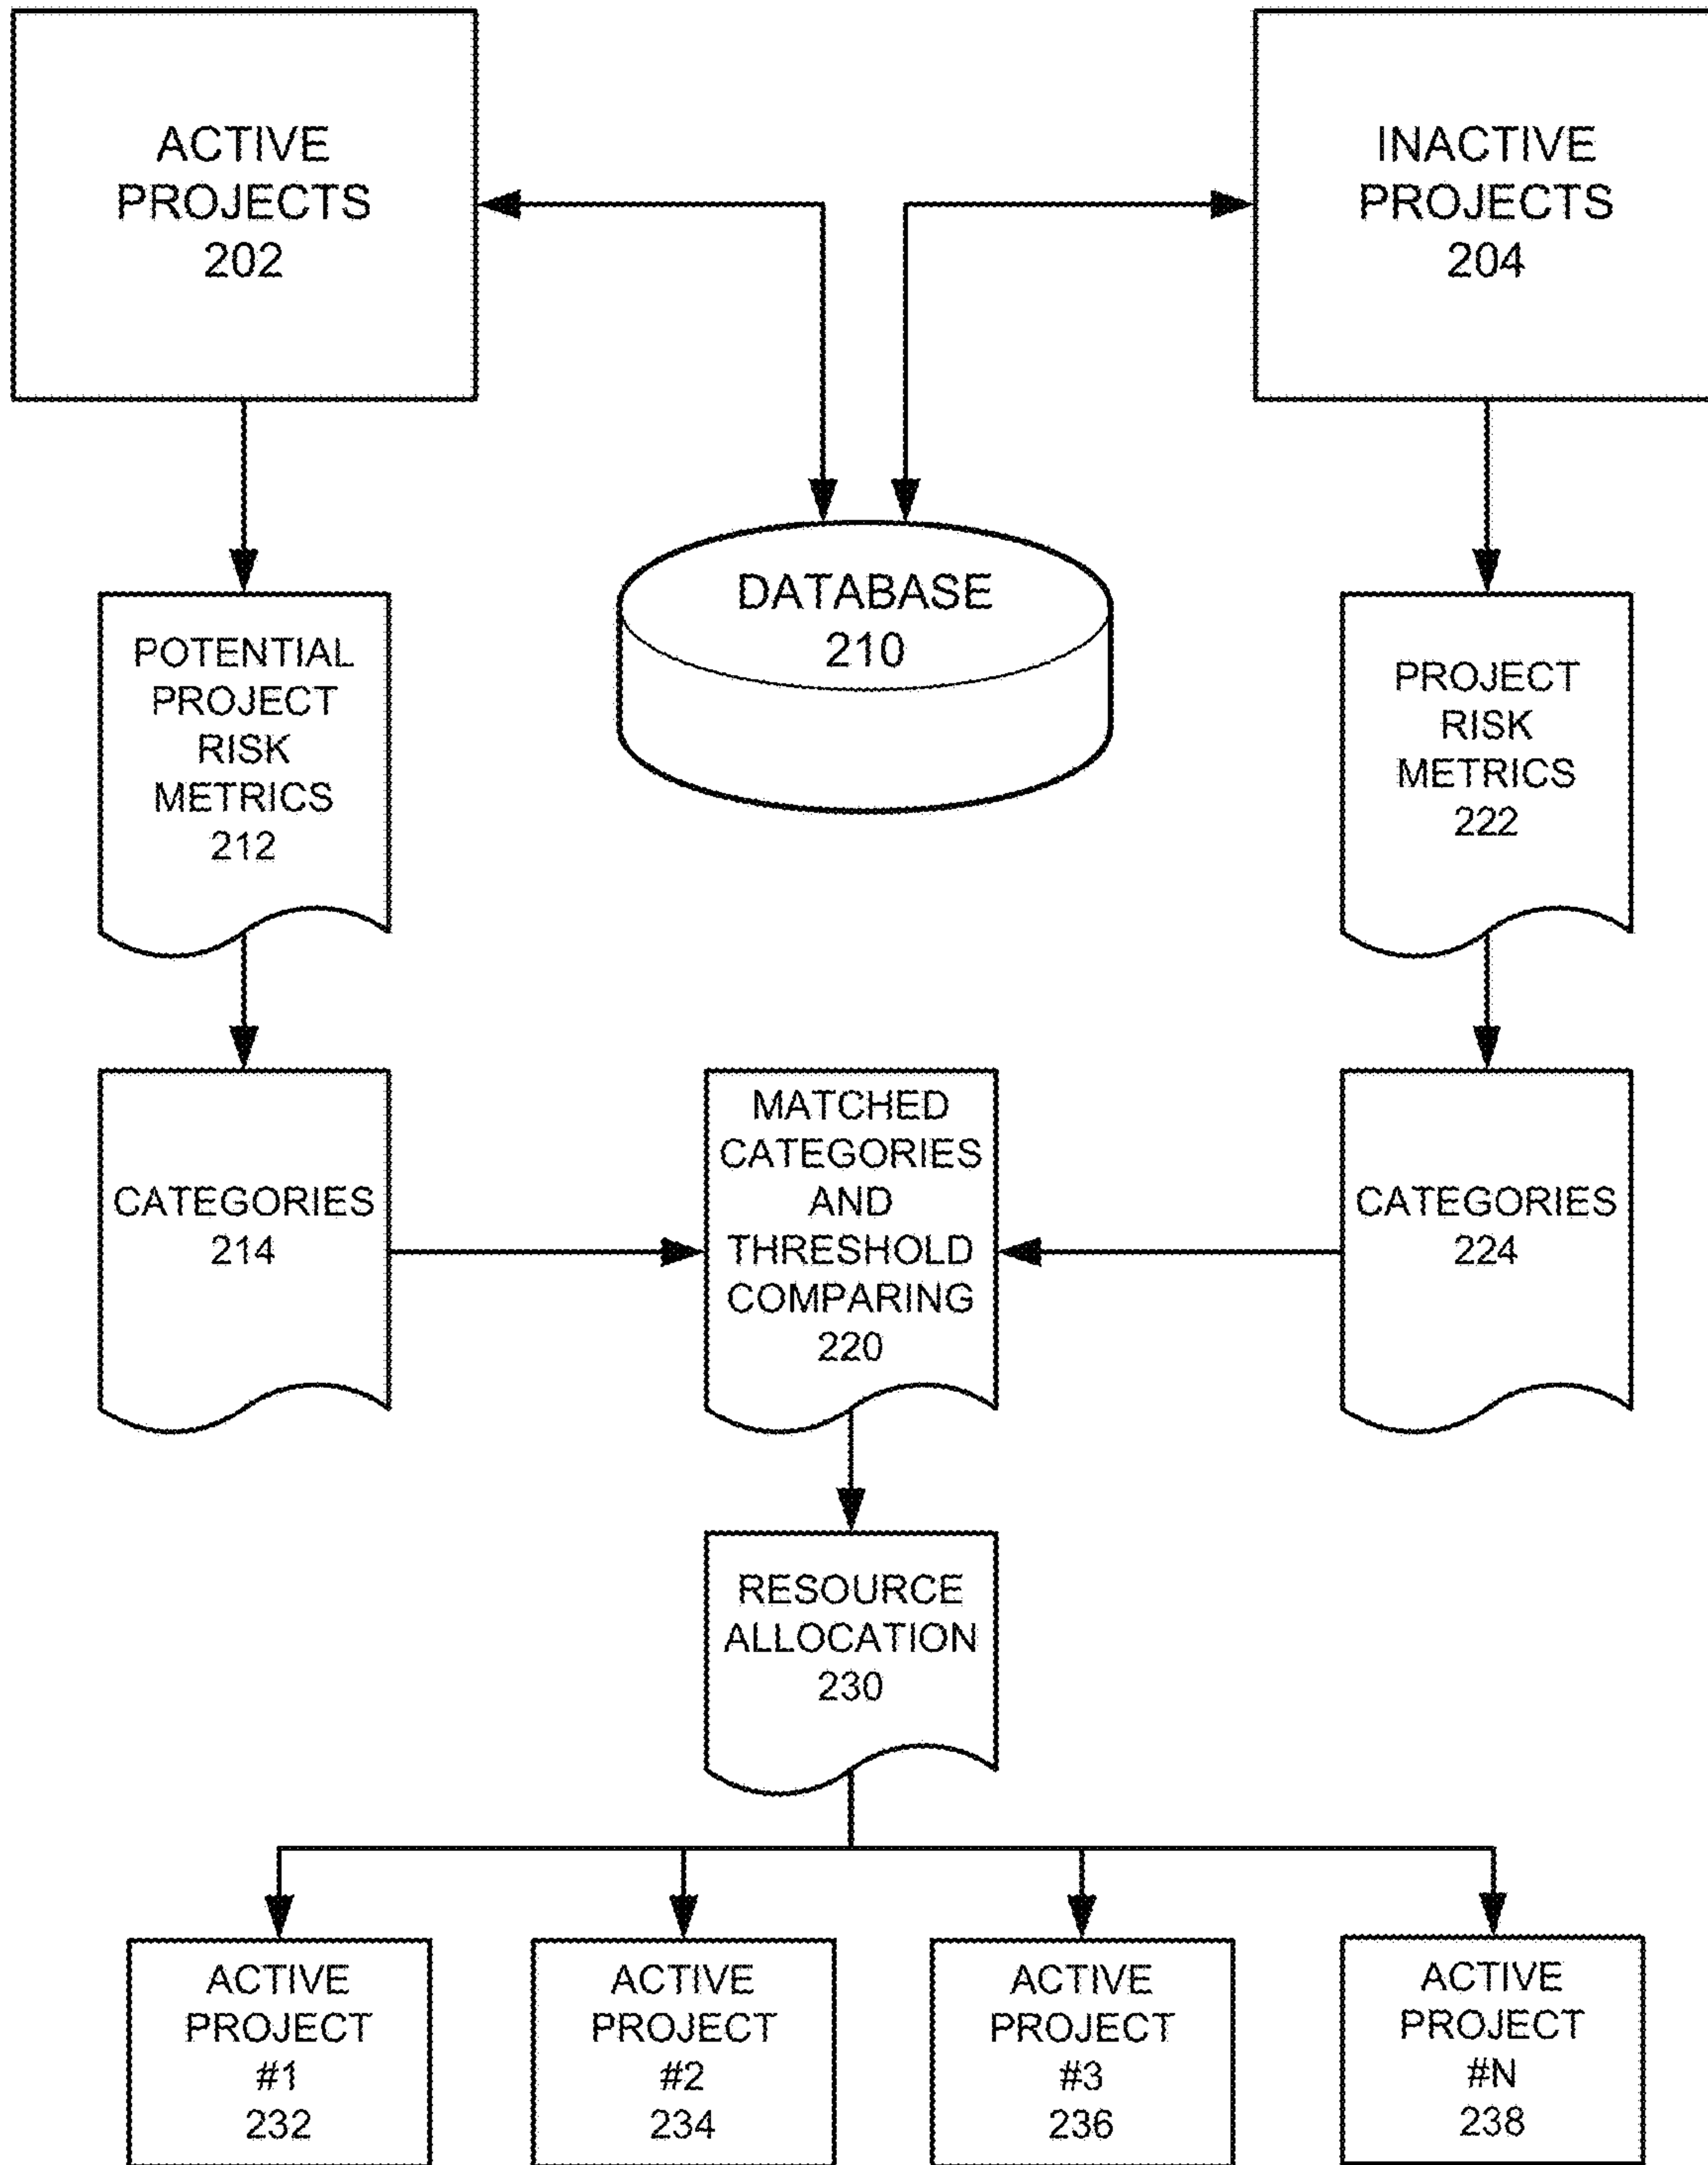 ACTIVE
PROJECTS
202
INACTIVE
PROJECTS
204
DATABASE
210
POTENTIAL
PROJECT
RISK
METRICS
212
PROJECT
RISK
METRICS
222
CATEGORIES
214
MATCHED
CATEGORIES
AND
THRESHOLD
COMPARING
220
CATEGORIES
224
RESOURCE
ALLOCATION
230
ACTIVE
PROJECT
#1
232
ACTIVE
PROJECT
#2
234
ACTIVE
PROJECT
#3
236
ACTIVE
PROJECT
#N
238